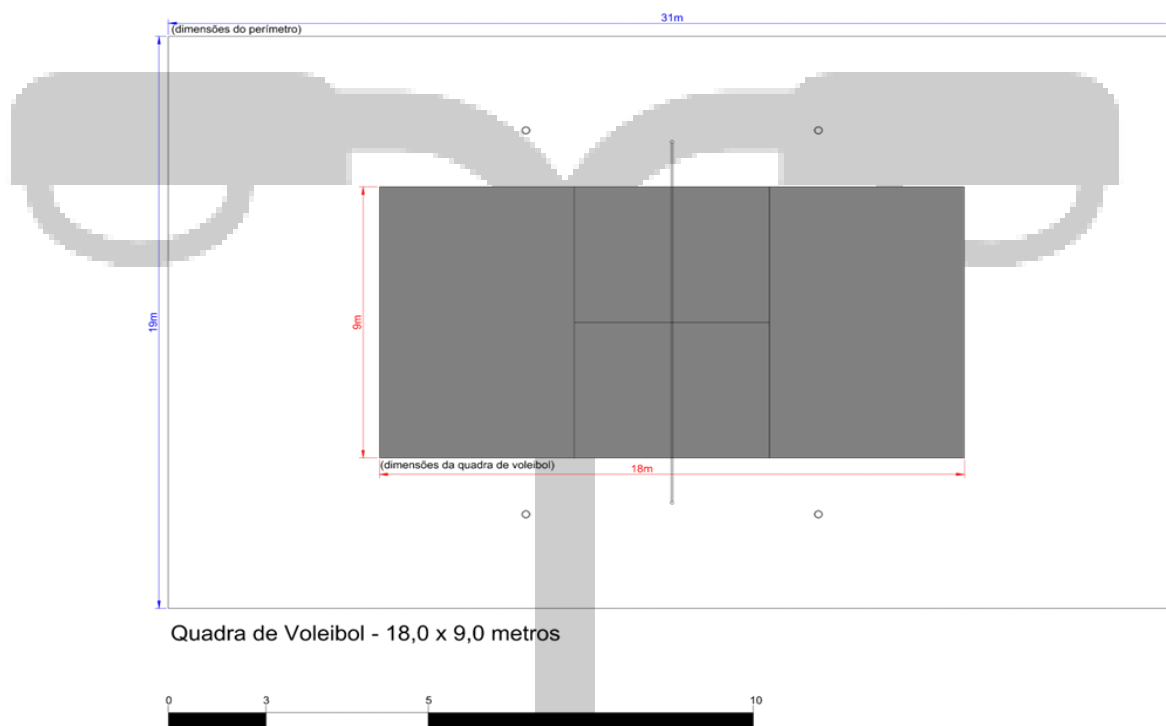 31m
(dimensões do perímetro)
19m
9m
(dimensões da quadra de voleibol)
18m
Quadra de Voleibol - 18,0 x 9,0 metros
0 3 5 10